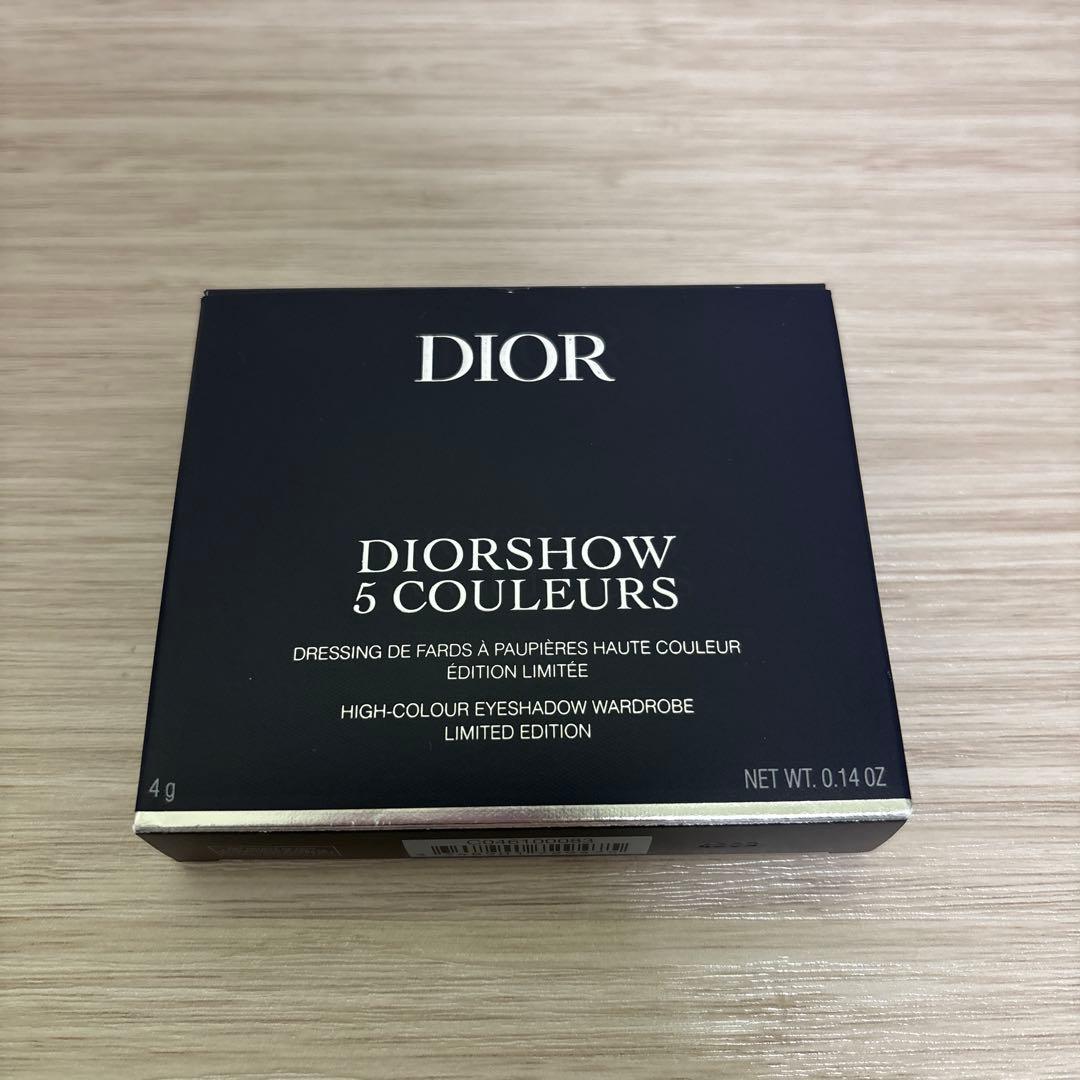 DIOR
DIORSHOW
5 COULEURS
DRESSING DE FARDS À PAUPIÈRES HAUTE COULEUR
ÉDITION LIMITÉE
HIGH-COLOUR EYESHADOW WARDROBE
LIMITED EDITION
4 g
NET WT. 0.14 OZ
C046100083